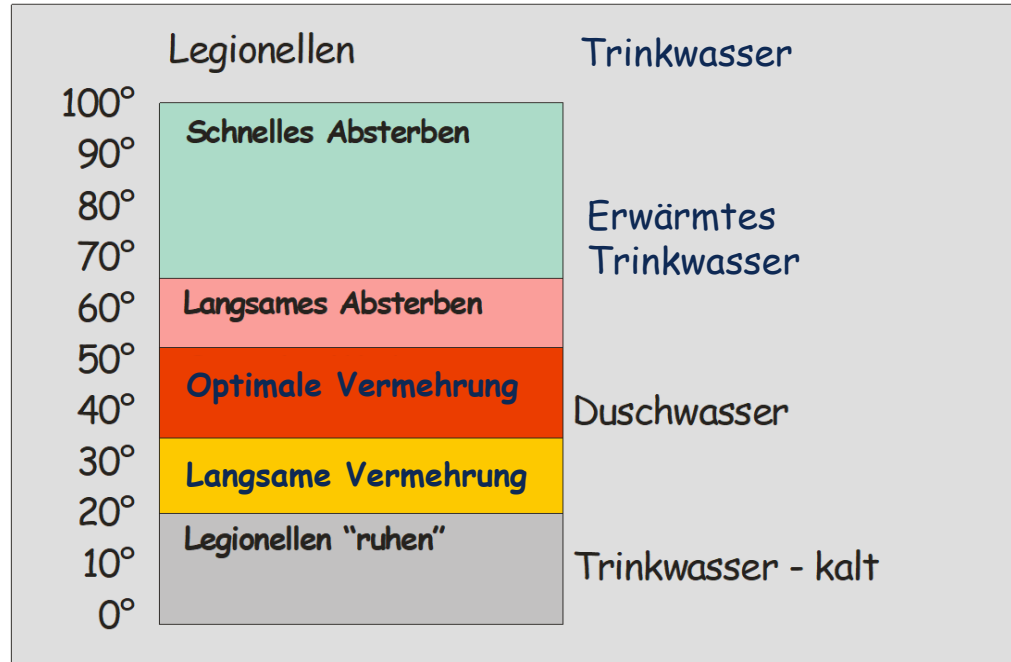 Legionellen
Trinkwasser
100°
Schnelles Absterben
90°
80°
Erwärmtes
Trinkwasser
70°
60°
Langsames Absterben
50°
Optimale Vermehrung
40°
Duschwasser
30°
Langsame Vermehrung
20°
Legionellen “ruhen”
10°
Trinkwasser - kalt
0°